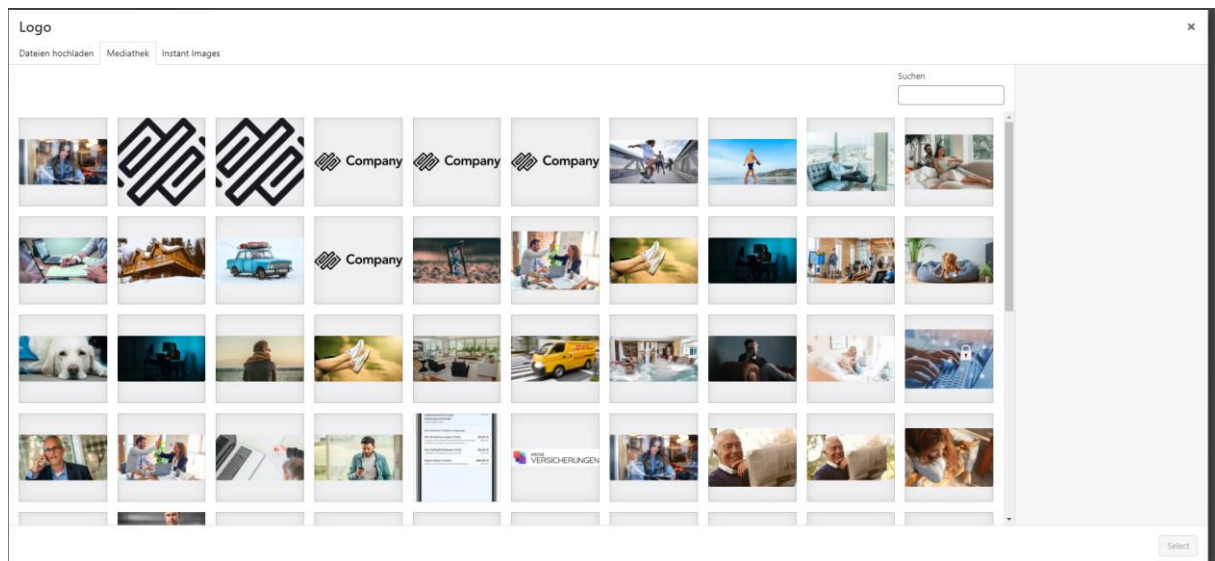 Logo
×
Dateien hochladen Mediathek Instant Images
Suchen
Company Company Company
Company
MEINE
VERSICHERUNGEN
Select